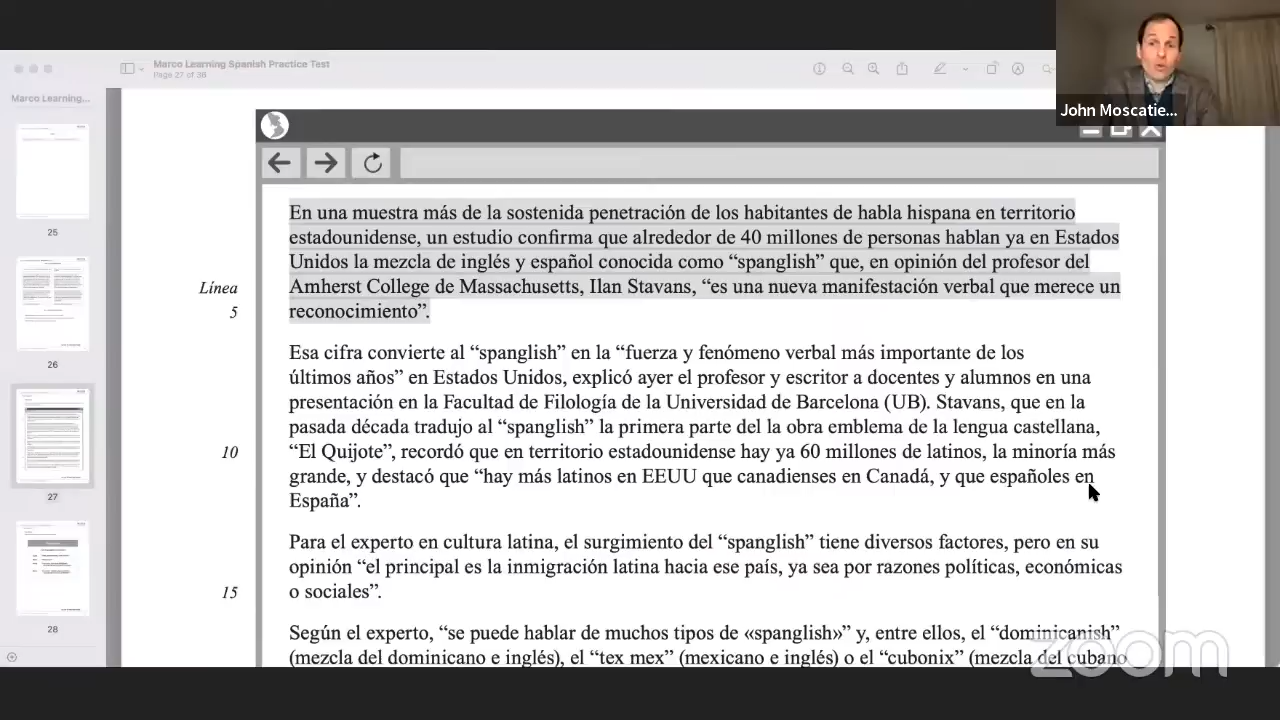 John Moscatie...
Marco Learning Spanish Practice Test
Page 27 of 38
Marco Learning...
25
26
27
28
En una muestra más de la sostenida penetración de los habitantes de habla hispana en territorio
estadounidense, un estudio confirma que alrededor de 40 millones de personas hablan ya en Estados
Unidos la mezcla de inglés y español conocida como “spanglish” que, en opinión del profesor del
Línea
Amherst College de Massachusetts, Ilan Stavans, “es una nueva manifestación verbal que merece un
5
reconocimiento”.
Esa cifra convierte al “spanglish” en la “fuerza y fenómeno verbal más importante de los
últimos años” en Estados Unidos, explicó ayer el profesor y escritor a docentes y alumnos en una
presentación en la Facultad de Filología de la Universidad de Barcelona (UB). Stavans, que en la
pasada década tradujo al “spanglish” la primera parte del la obra emblema de la lengua castellana,
10
“El Quijote”, recordó que en territorio estadounidense hay ya 60 millones de latinos, la minoría más
grande, y destacó que “hay más latinos en EEUU que canadienses en Canadá, y que españoles en
España”.
Para el experto en cultura latina, el surgimiento del “spanglish” tiene diversos factores, pero en su
opinión “el principal es la inmigración latina hacia ese país, ya sea por razones políticas, económicas
15
o sociales”.
Según el experto, “se puede hablar de muchos tipos de «spanglish»” y, entre ellos, el “dominicanish”
(mezcla del dominicano e inglés), el “tex mex” (mexicano e inglés) o el “cubonix” (mezcla del cubano
zoom